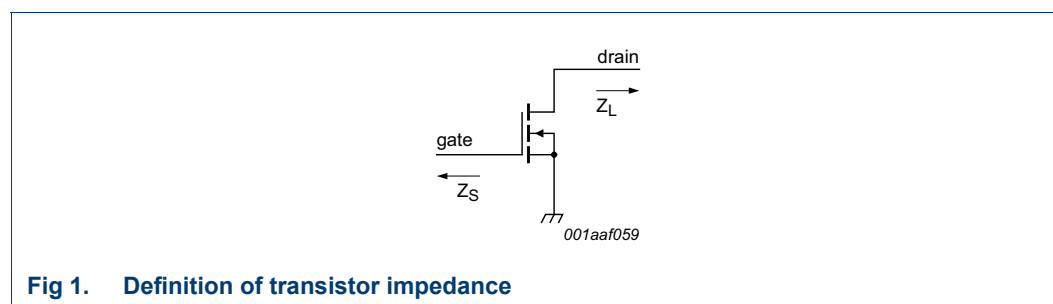 drain
Z_L
gate
Z_S
001aaf059
Fig 1. Definition of transistor impedance